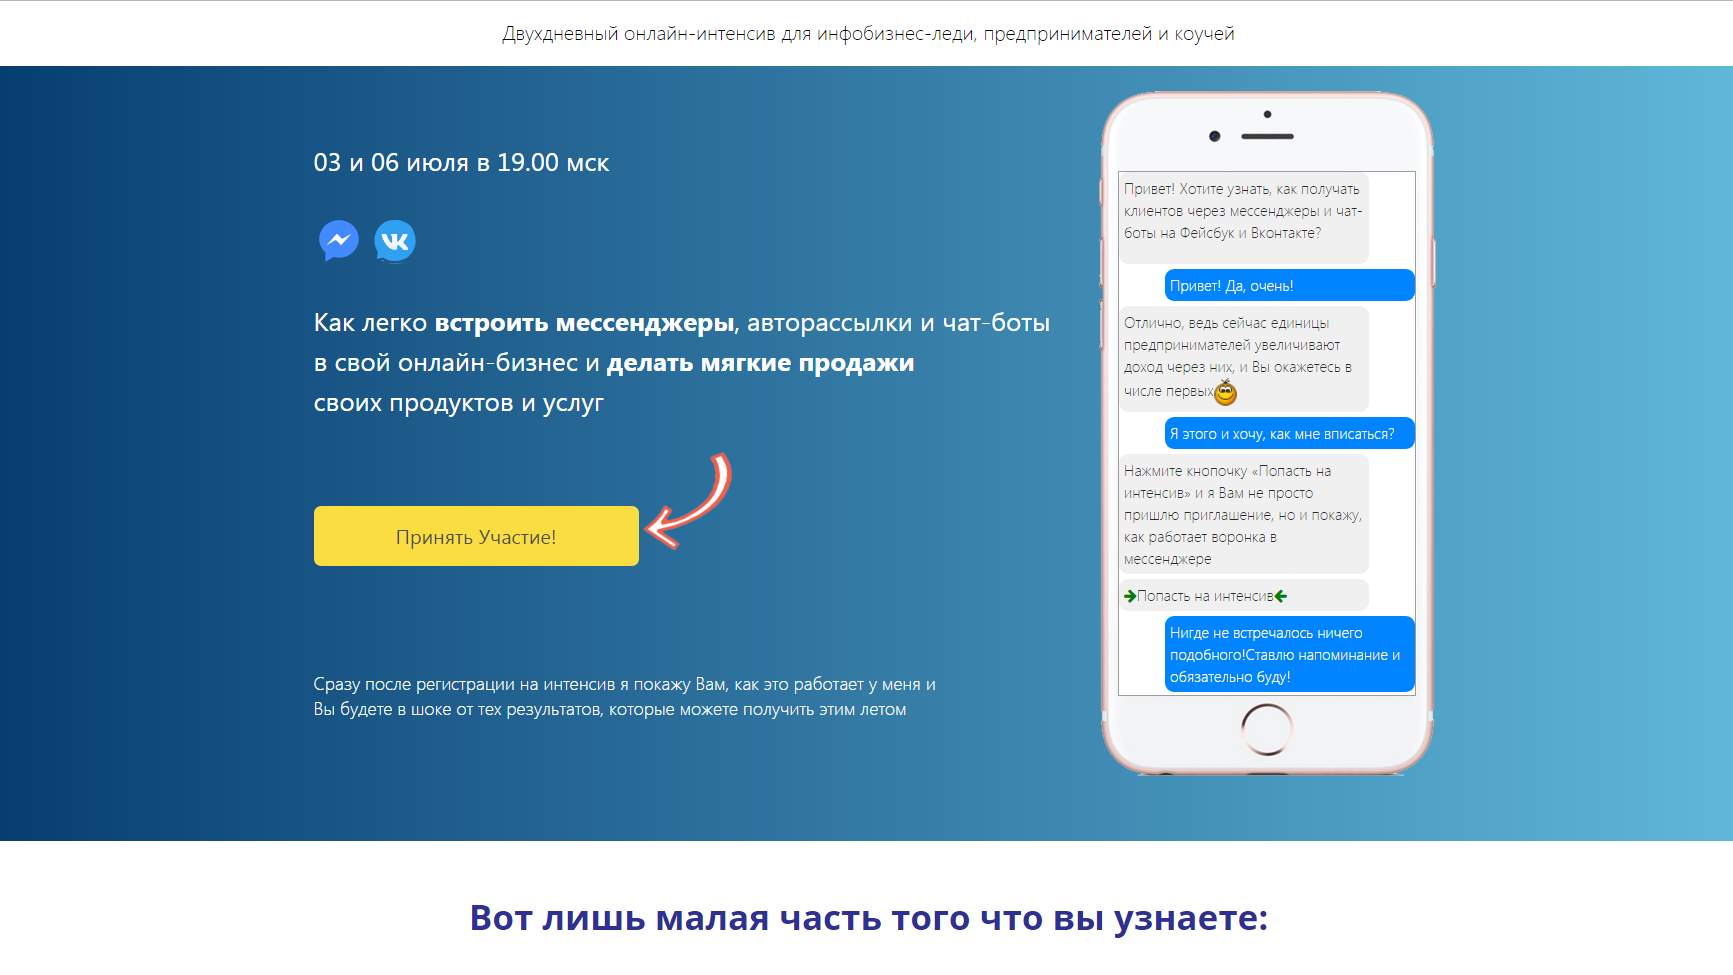 Двухдневный онлайн-интенсив для инфобизнес-леди, предпринимателей и коучей
03 и 06 июля в 19.00 мск
Как легко встроить мессенджеры, авторассылки и чат-боты
в свой онлайн-бизнес и делать мягкие продажи
своих продуктов и услуг
Принять Участие!
Сразу после регистрации на интенсив я покажу Вам, как это работает у меня и
Вы будете в шоке от тех результатов, которые можете получить этим летом
Привет! Хотите узнать, как получать
клиентов через мессенджеры и чат-
боты на Фейсбук и Вконтакте?
Привет! Да, очень!
Отлично, ведь сейчас единицы
предпринимателей увеличивают
доход через них, и Вы окажетесь в
числе первых
Я этого и хочу, как мне вписаться?
Нажмите кнопочку «Попасть на
интенсив» и я Вам не просто
пришлю приглашение, но и покажу,
как работает воронка в
мессенджере
Попасть на интенсив
Нигде не встречалось ничего
подобного!Ставлю напоминание и
обязательно буду!
Вот лишь малая часть того что вы узнаете: